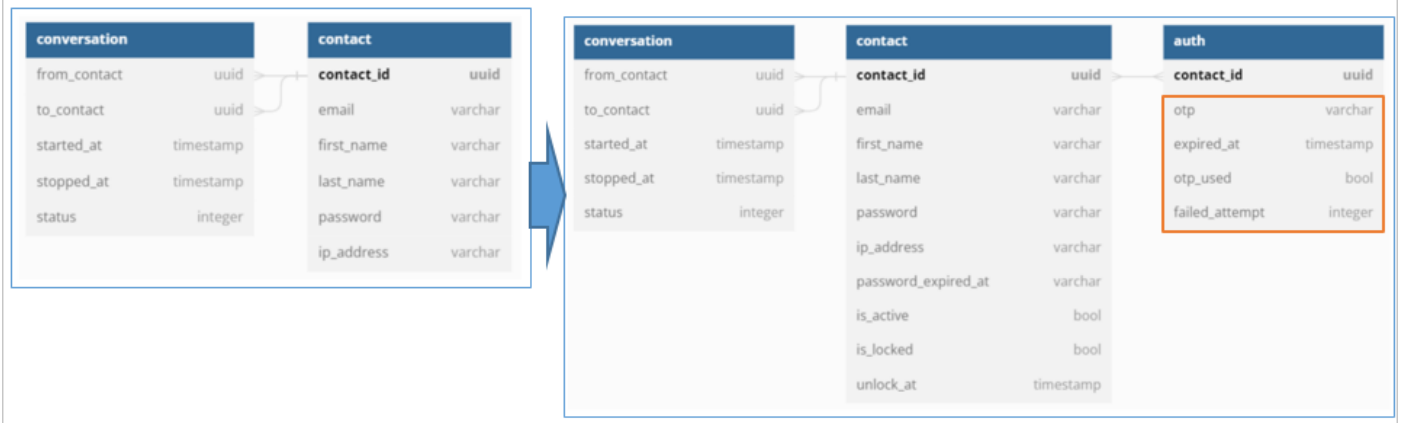 conversation
from_contact uuid
to_contact uuid
started_at timestamp
stopped_at timestamp
status integer
contact
contact_id uuid
email varchar
first_name varchar
last_name varchar
password varchar
ip_address varchar
conversation
from_contact uuid
to_contact uuid
started_at timestamp
stopped_at timestamp
status integer
contact
contact_id uuid
email varchar
first_name varchar
last_name varchar
password varchar
ip_address varchar
password_expired_at varchar
is_active bool
is_locked bool
unlock_at timestamp
auth
contact_id uuid
otp varchar
expired_at timestamp
otp_used bool
failed_attempt integer